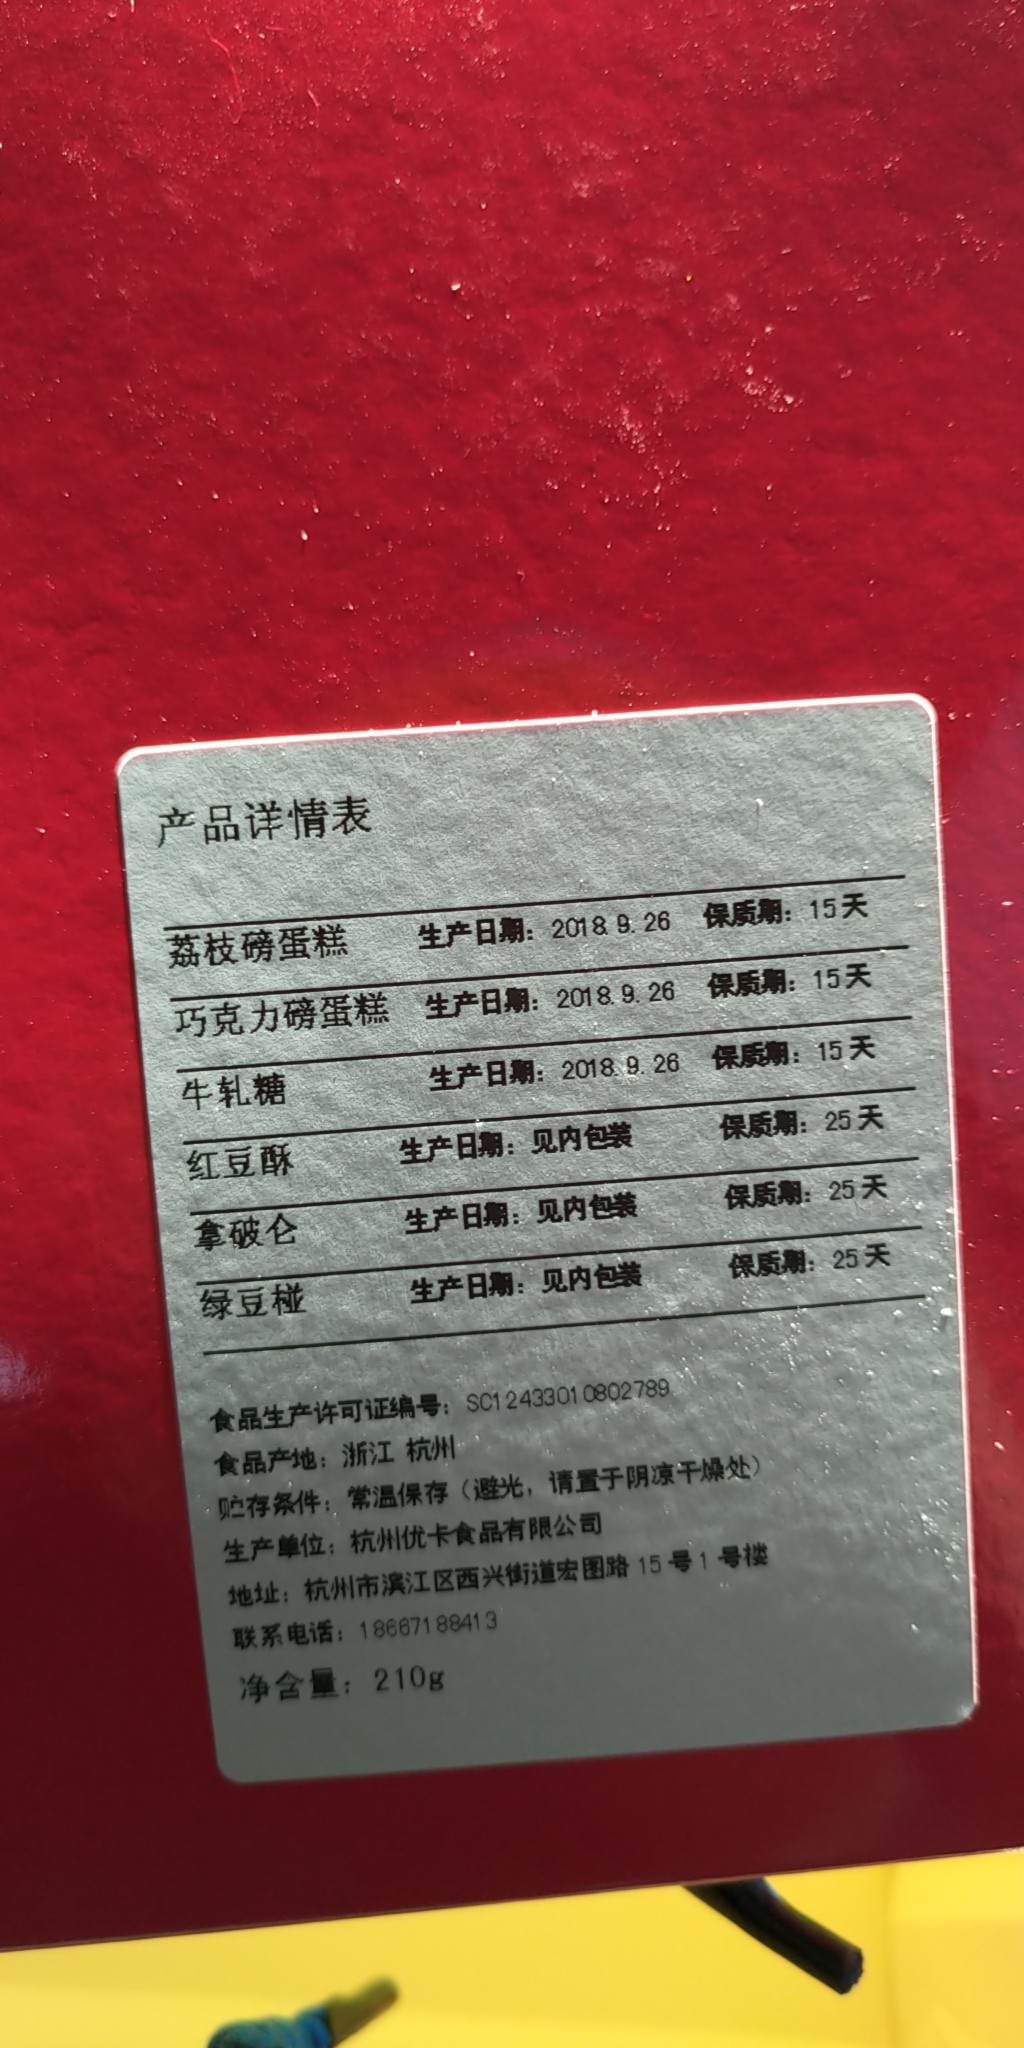 产品详情表
荔枝磅蛋糕 生产日期：2018.9.26 保质期：15天
巧克力磅蛋糕 生产日期：2018.9.26 保质期：15天
牛轧糖 生产日期：2018.9.26 保质期：15天
红豆酥 生产日期：见内包装 保质期：25天
拿破仑 生产日期：见内包装 保质期：25天
绿豆椪 生产日期：见内包装 保质期：25天
食品生产许可证编号：SC12433010802789
食品产地：浙江 杭州
贮存条件：常温保存（避光，请置于阴凉干燥处）
生产单位：杭州优卡食品有限公司
地址：杭州市滨江区西兴街道宏图路15号1号楼
联系电话：18667188413
净含量：210g